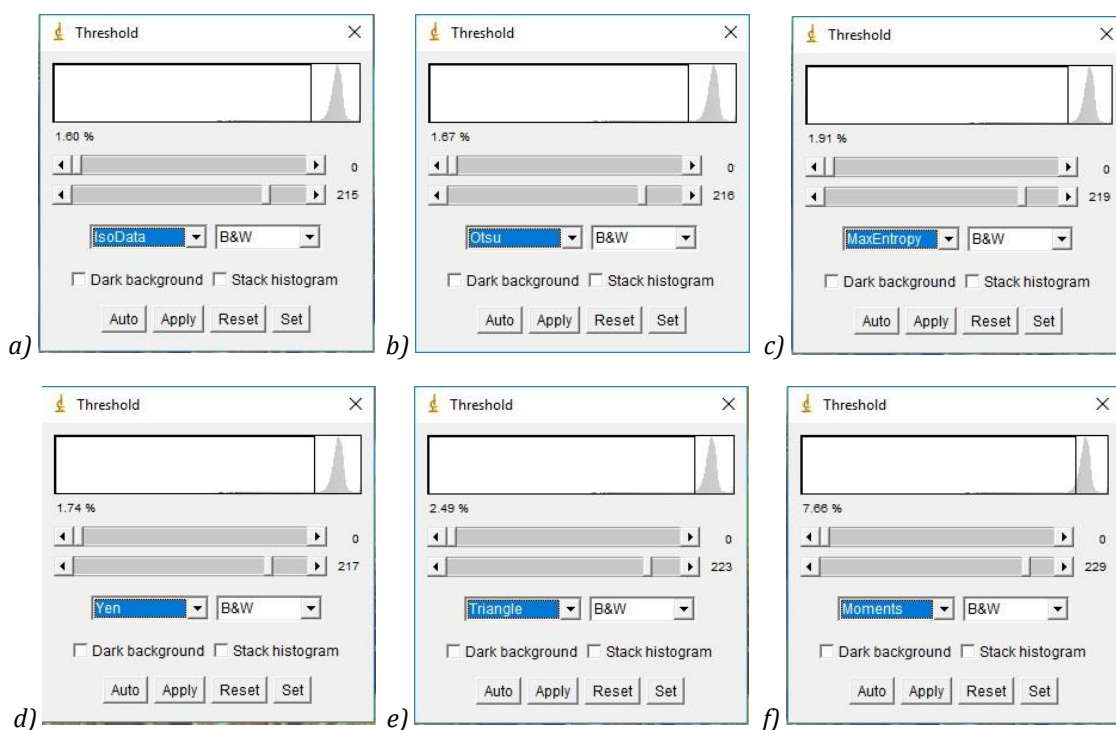 Threshold
1.60 %
0
215
IsoData B&W
Dark background Stack histogram
Auto Apply Reset Set
a)
Threshold
1.67 %
0
216
Otsu B&W
Dark background Stack histogram
Auto Apply Reset Set
b)
Threshold
1.91 %
0
219
MaxEntropy B&W
Dark background Stack histogram
Auto Apply Reset Set
c)
Threshold
1.74 %
0
217
Yen B&W
Dark background Stack histogram
Auto Apply Reset Set
d)
Threshold
2.49 %
0
223
Triangle B&W
Dark background Stack histogram
Auto Apply Reset Set
e)
Threshold
7.66 %
0
229
Moments B&W
Dark background Stack histogram
Auto Apply Reset Set
f)